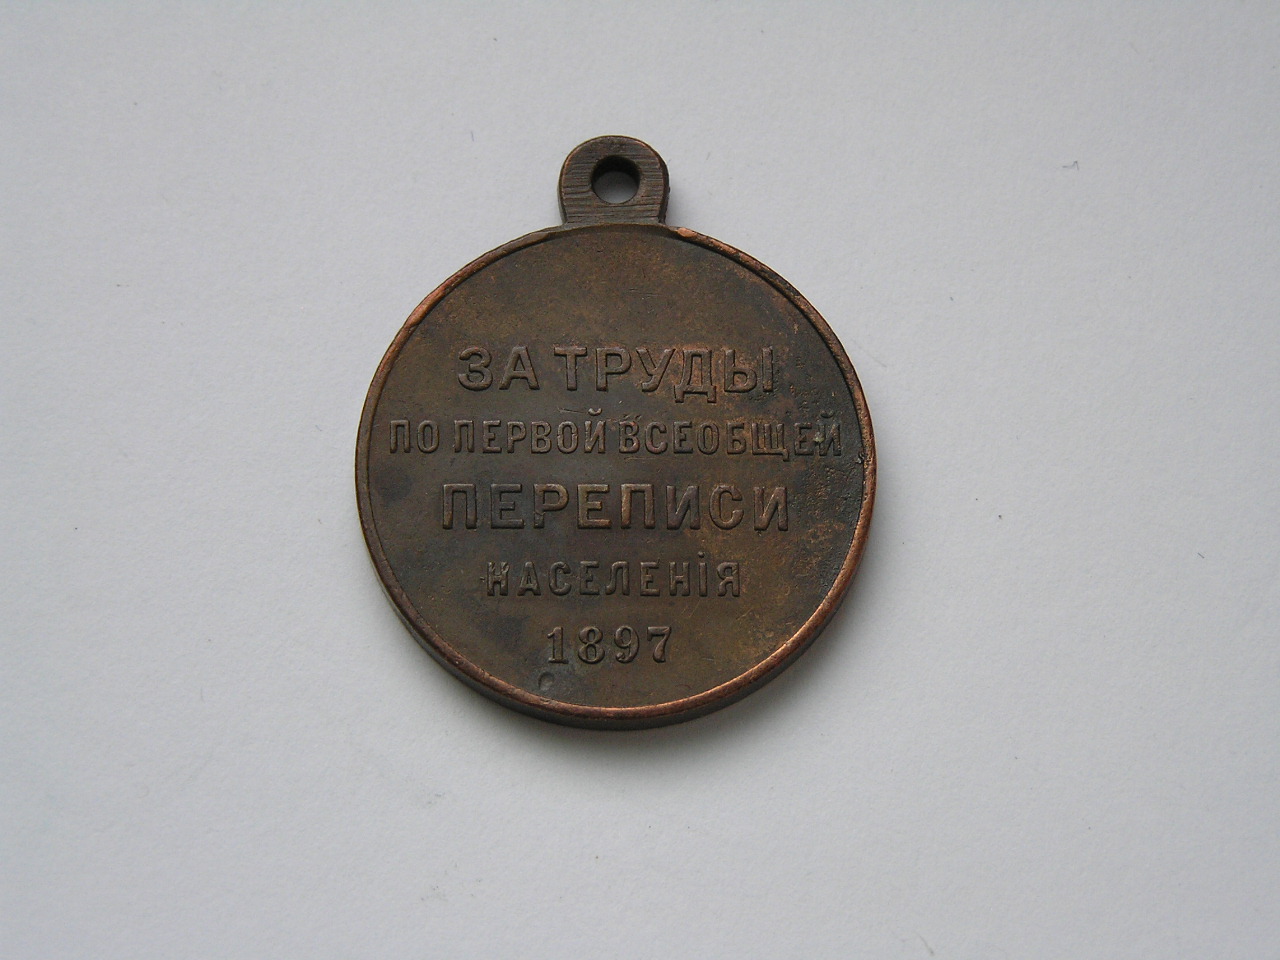 ЗА ТРУДЫ
ПО ПЕРВОЙ ВСЕОБЩЕЙ
ПЕРЕПИСИ
НАСЕЛЕНІЯ
1897